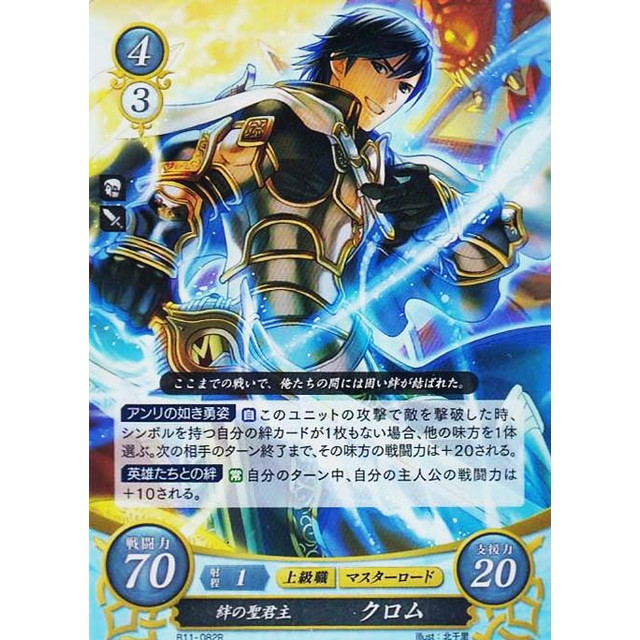 4
3
ここまでの戦いで、俺たちの間には固い絆が結ばれた。
アンリの如き勇姿 自 このユニットの攻撃で敵を撃破した時、
シンボルを持つ自分の絆カードが1枚もない場合、他の味方を1体
選ぶ。次の相手のターン終了まで、その味方の戦闘力は+20される。
英雄たちとの絆 常 自分のターン中、自分の主人公の戦闘力は
+10される。
戦闘力
70
射程 1
上級職
マスターロード
支援力
20
絆の聖君主 クロム
B11-082R
illust:北千里